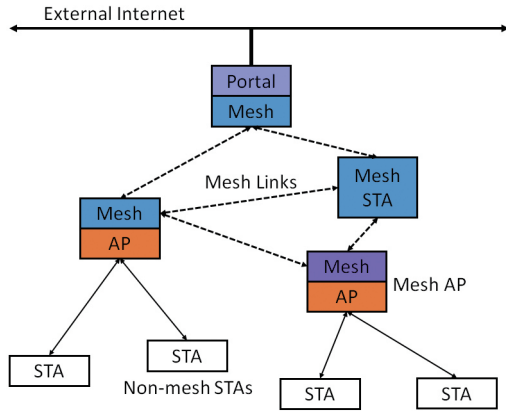 External Internet
Portal
Mesh
Mesh Links
Mesh
STA
Mesh
AP
Mesh
AP
Mesh AP
STA
STA
Non-mesh STAs
STA
STA